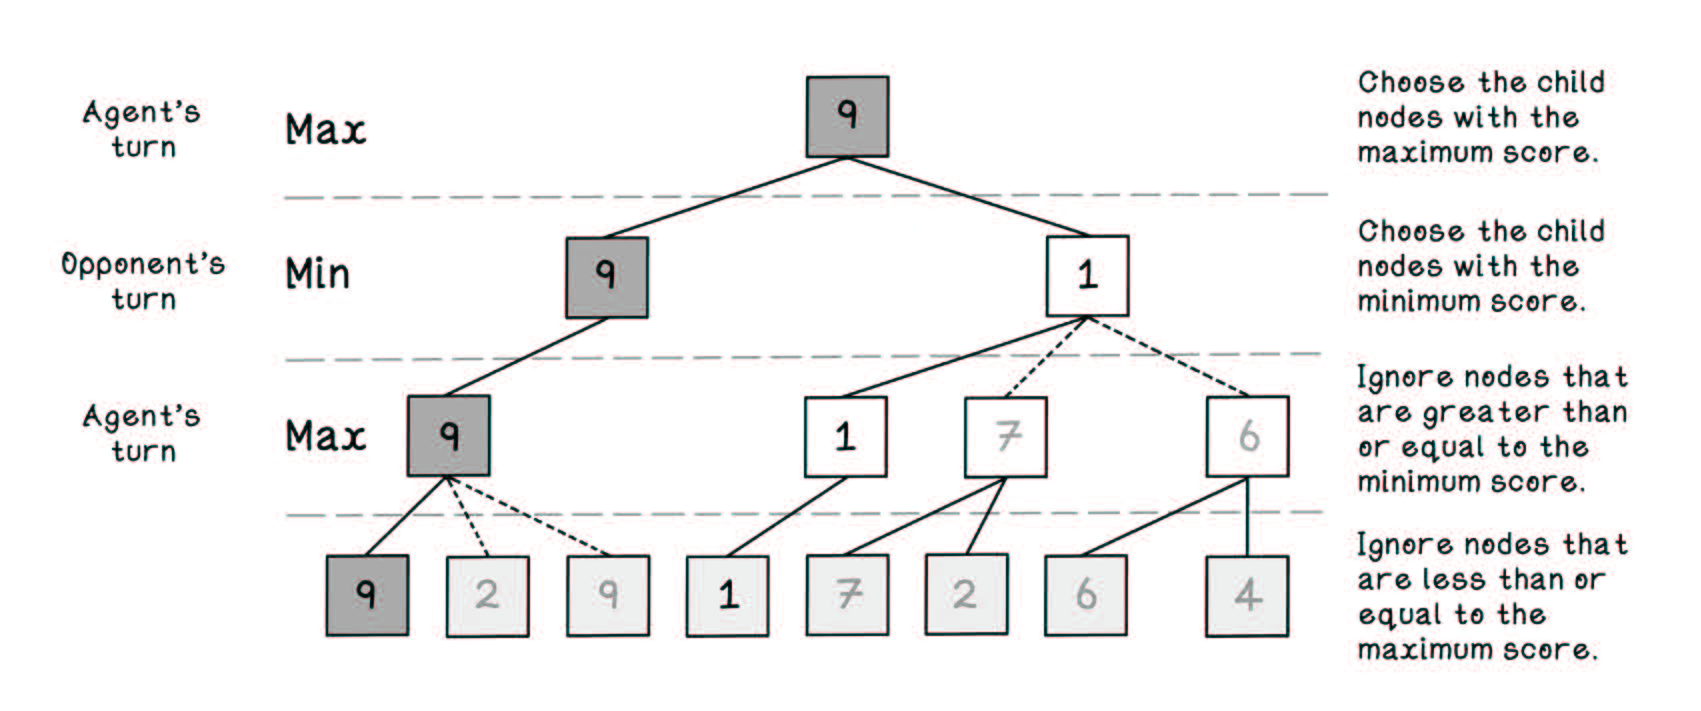 Agent's
turn
Max
9
Choose the child
nodes with the
maximum score.
Opponent's
turn
Min
9
1
Choose the child
nodes with the
minimum score.
Agent's
turn
Max
9
1
7
6
Ignore nodes that
are greater than
or equal to the
minimum score.
9
2
9
1
7
2
6
4
Ignore nodes that
are less than or
equal to the
maximum score.